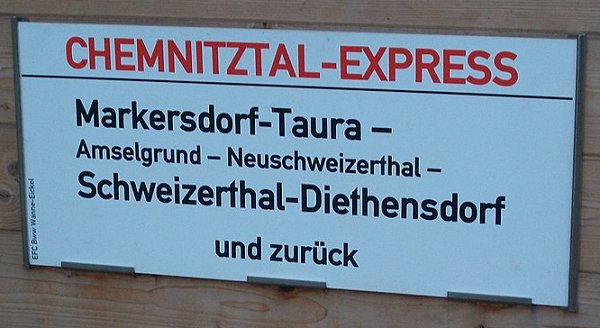 CHEMNITZTAL-EXPRESS
Markersdorf-Taura –
Amselgrund – Neuschweizerthal –
Schweizerthal-Diethensdorf
und zurück
EFC Bww Wanne-Eickel